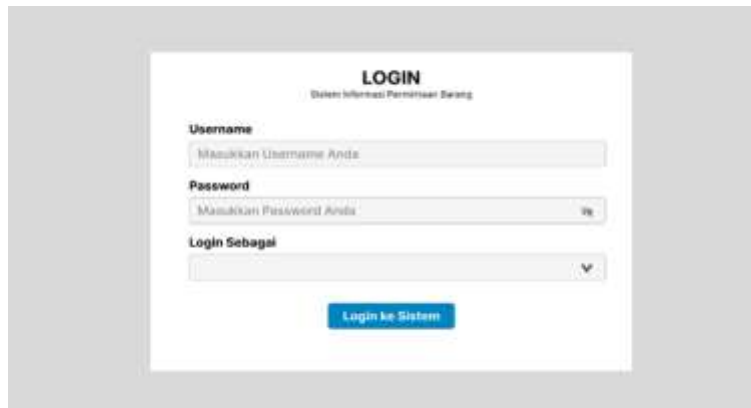 LOGIN
Sistem Informasi Permintaan Barang
Username
Masukkan Username Anda
Password
Masukkan Password Anda
Login Sebagai
Login ke Sistem